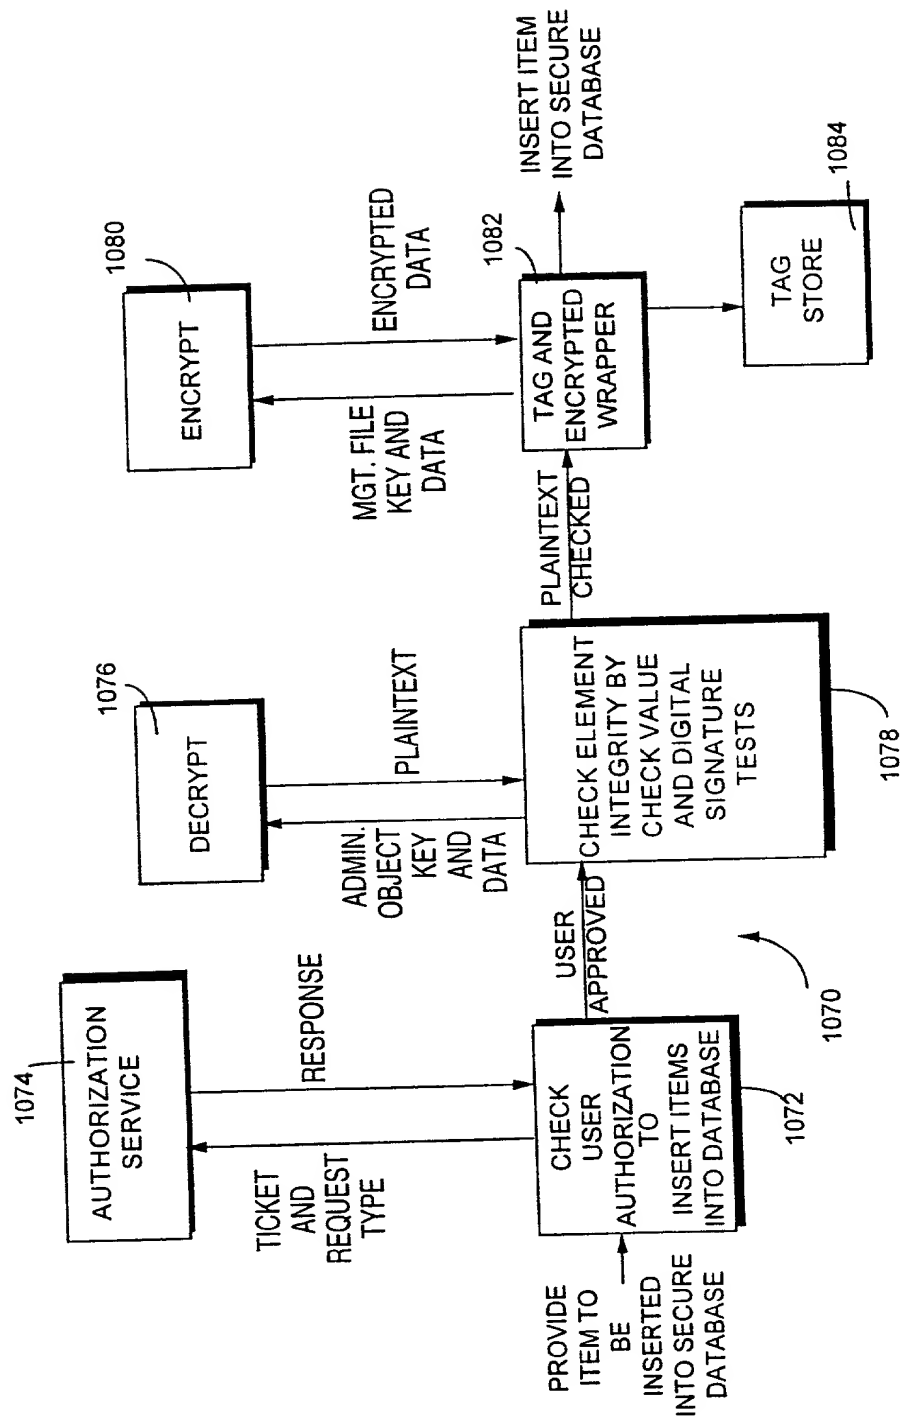 1074
AUTHORIZATION
SERVICE
TICKET
AND
REQUEST
TYPE
RESPONSE
PROVIDE
ITEM TO
BE
INSERTED
INTO SECURE
DATABASE
CHECK
USER
AUTHORIZATION
TO
INSERT ITEMS
INTO DATABASE
1072
1070
USER
APPROVED
1076
DECRYPT
ADMIN.
OBJECT
KEY
AND
DATA
PLAINTEXT
CHECK ELEMENT
INTEGRITY BY
CHECK VALUE
AND DIGITAL
SIGNATURE
TESTS
1078
PLAINTEXT
CHECKED
1080
ENCRYPT
MGT. FILE
KEY AND
DATA
ENCRYPTED
DATA
1082
TAG AND
ENCRYPTED
WRAPPER
INSERT ITEM
INTO SECURE
DATABASE
TAG
STORE
1084